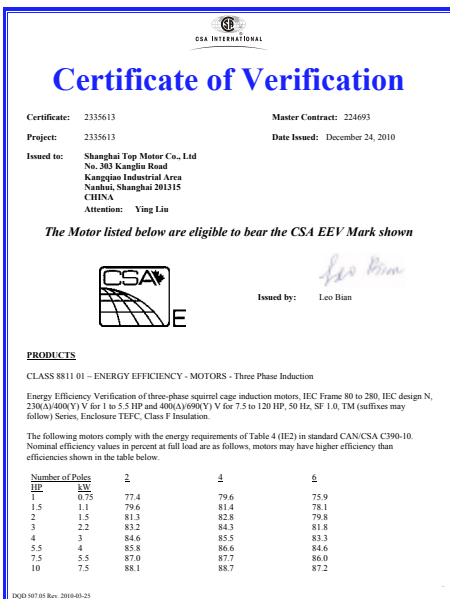 CSA INTERNATIONAL
Certificate of Verification
Certificate: 2335613 Master Contract: 224693
Project: 2335613 Date Issued: December 24, 2010
Issued to: Shanghai Top Motor Co., Ltd
No. 303 Kangliu Road
Kangqiao Industrial Area
Nanhui, Shanghai 201315
CHINA
Attention: Ying Liu
The Motor listed below are eligible to bear the CSA EEV Mark shown
CSA
E
Leo Bian
Issued by: Leo Bian
PRODUCTS
CLASS 8811 01 – ENERGY EFFICIENCY - MOTORS - Three Phase Induction
Energy Efficiency Verification of three-phase squirrel cage induction motors, IEC Frame 80 to 280, IEC design N,
230(Δ)/400(Y) V for 1 to 5.5 HP and 400(Δ)/690(Y) V for 7.5 to 120 HP, 50 Hz, SF 1.0, TM (suffixes may
follow) Series, Enclosure TEFC, Class F Insulation.
The following motors comply with the energy requirements of Table 4 (IE2) in standard CAN/CSA C390-10.
Nominal efficiency values in percent at full load are as follows, motors may have higher efficiency than
efficiencies shown in the table below.
Number of Poles 2 4 6
HP kW
1 0.75 77.4 79.6 75.9
1.5 1.1 79.6 81.4 78.1
2 1.5 81.3 82.8 79.8
3 2.2 83.2 84.3 81.8
4 3 84.6 85.5 83.3
5.5 4 85.8 86.6 84.6
7.5 5.5 87.0 87.7 86.0
10 7.5 88.1 88.7 87.2
DQD 507.05 Rev. 2010-03-25